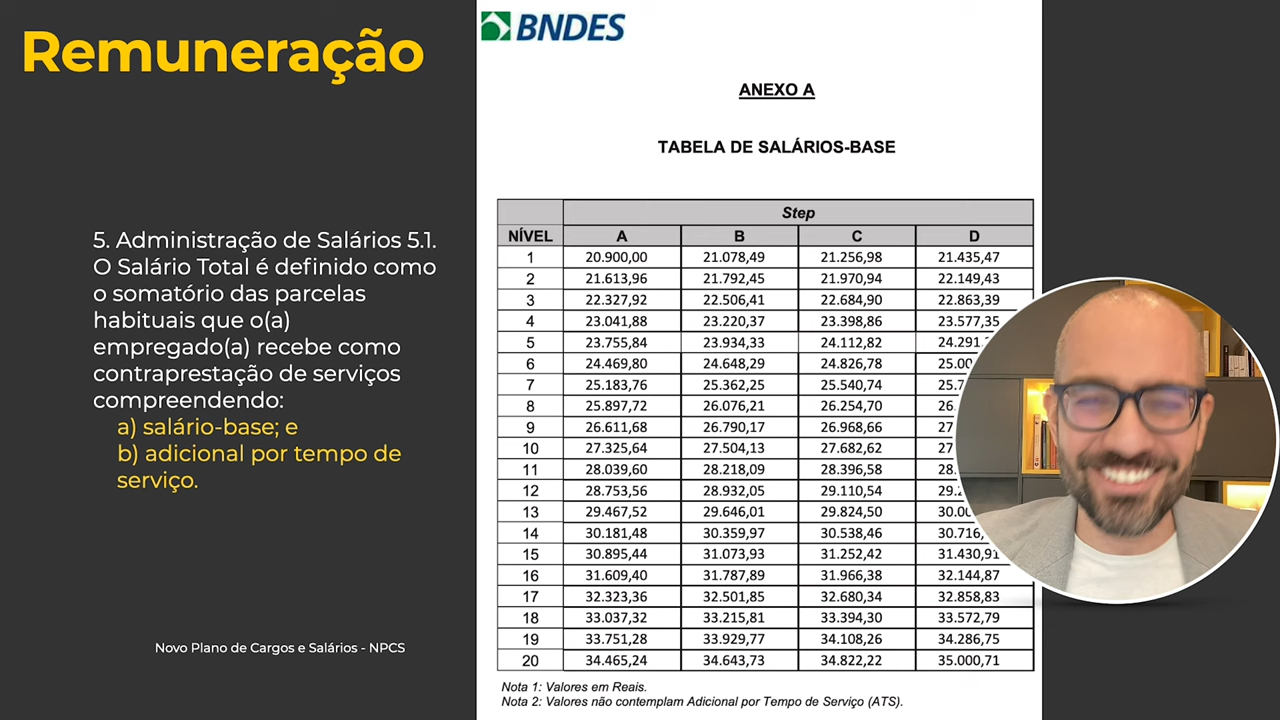 Remuneração
5. Administração de Salários 5.1.
O Salário Total é definido como
o somatório das parcelas
habituais que o(a)
empregado(a) recebe como
contraprestação de serviços
compreendendo:
a) salário-base; e
b) adicional por tempo de
serviço.
Novo Plano de Cargos e Salários - NPCS
BNDES
ANEXO A
TABELA DE SALÁRIOS-BASE
Step
NÍVEL A B C D
1 20.900,00 21.078,49 21.256,98 21.435,47
2 21.613,96 21.792,45 21.970,94 22.149,43
3 22.327,92 22.506,41 22.684,90 22.863,39
4 23.041,88 23.220,37 23.398,86 23.577,35
5 23.755,84 23.934,33 24.112,82
6 24.469,80 24.648,29 24.826,78
7 25.183,76 25.362,25 25.540,74
8 25.897,72 26.076,21 26.254,70
9 26.611,68 26.790,17 26.968,66
10 27.325,64 27.504,13 27.682,62
11 28.039,60 28.218,09 28.396,58
12 28.753,56 28.932,05 29.110,54
13 29.467,52 29.646,01 29.824,50
14 30.181,48 30.359,97 30.538,46
15 30.895,44 31.073,93 31.252,42 31.430,91
16 31.609,40 31.787,89 31.966,38 32.144,87
17 32.323,36 32.501,85 32.680,34 32.858,83
18 33.037,32 33.215,81 33.394,30 33.572,79
19 33.751,28 33.929,77 34.108,26 34.286,75
20 34.465,24 34.643,73 34.822,22 35.000,71
Nota 1: Valores em Reais.
Nota 2: Valores não contemplam Adicional por Tempo de Serviço (ATS).